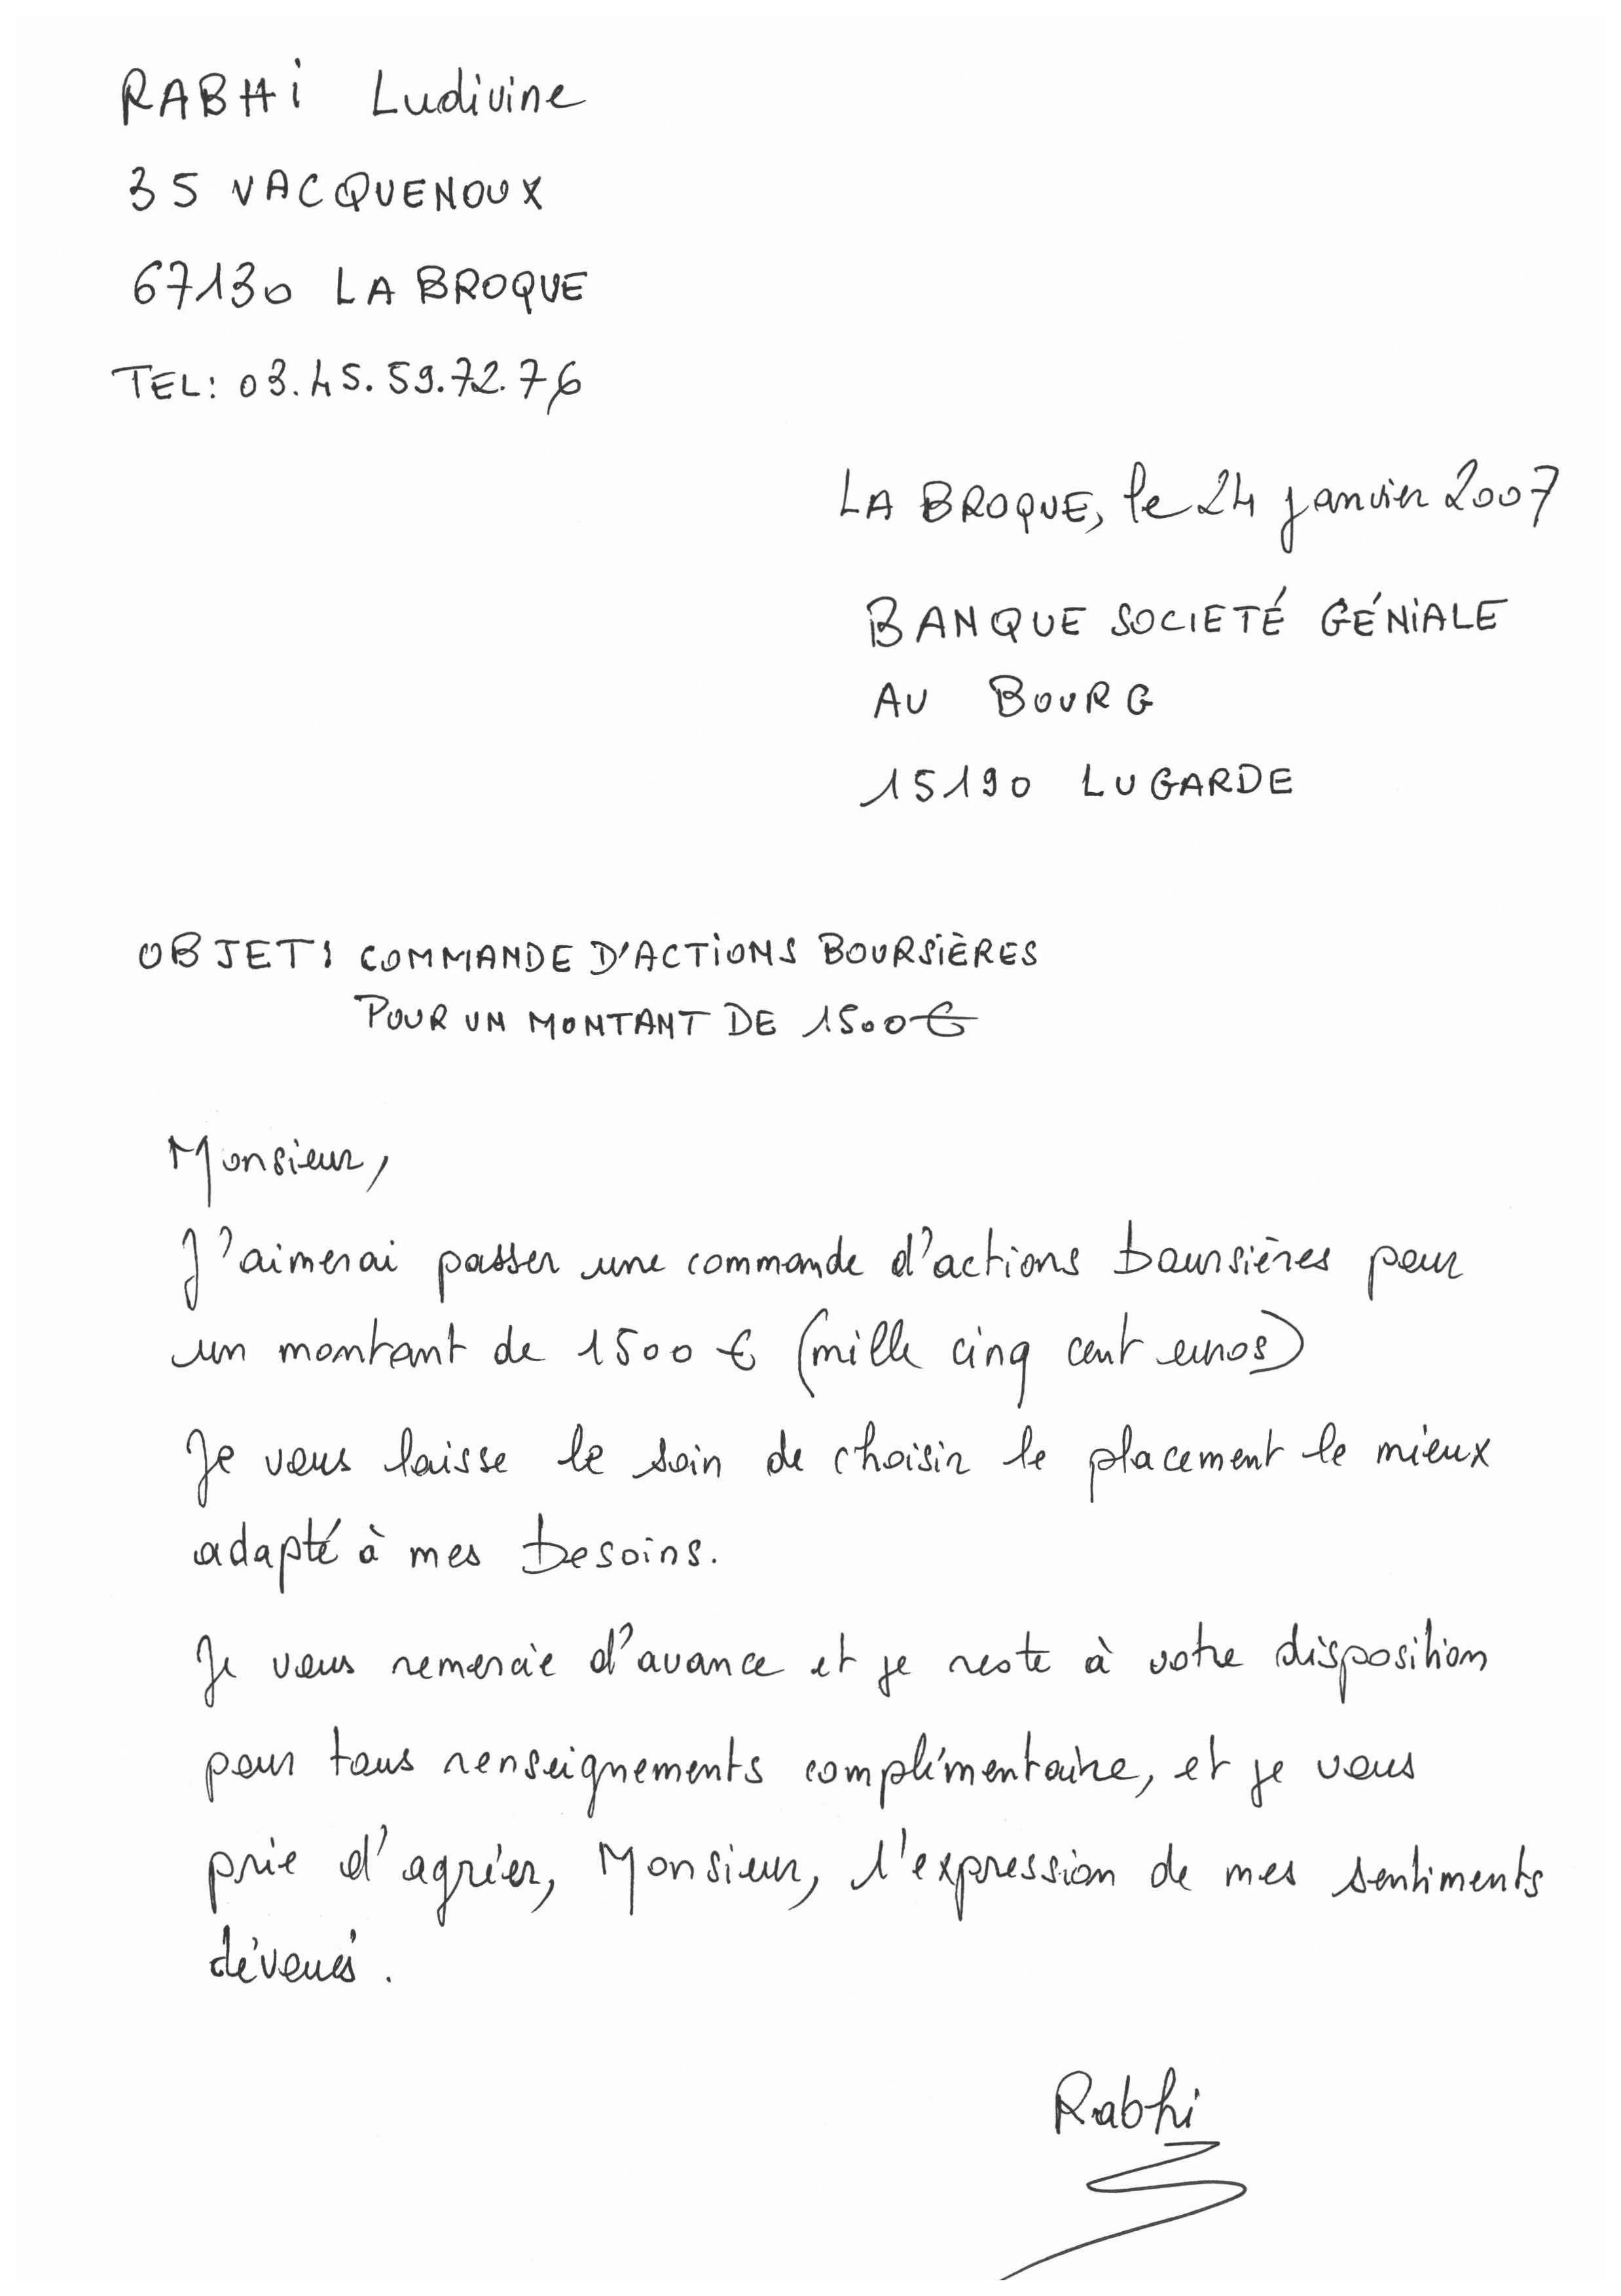 RABHi Ludivine
35 VACQUENOUX
67130 LA BROQUE
TEL: 03.45.59.72.76
LA BROQUE, le 24 janvier 2007
BANQUE SOCIETÉ GÉNiALE
AU BOURG
15190 LUGARDE
OBJET: COMMANDE D'ACTiONS BOURSiÈRES
POUR UN MONTANT DE 1500€
Monsieur,
J'aimerai passer une commande d'actions boursières pour
un montant de 1500 € (mille cinq cent euros)
Je vous laisse le soin de choisir le placement le mieux
adapté à mes besoins.
Je vous remercie d'avance et je reste à votre disposition
pour tous renseignements complémentaire, et je vous
prie d'agréer, Monsieur, l'expression de mes sentiments
dévoués.
Rabhi